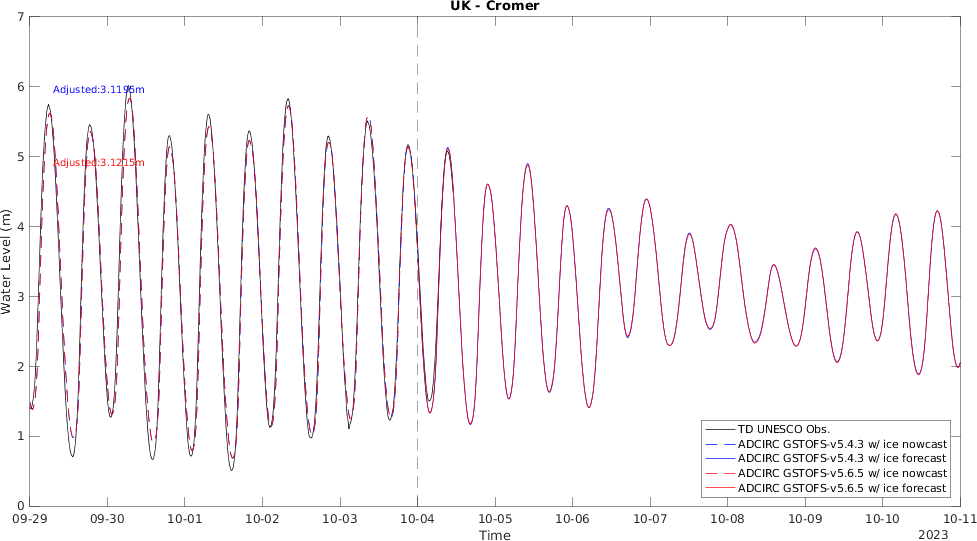 UK - Cromer
7
6
5
4
3
2
1
0
Water Level (m)
Adjusted:3.1195m
Adjusted:3.1215m
TD UNESCO Obs.
ADCIRC GSTOFS-v5.4.3 w/ ice nowcast
ADCIRC GSTOFS-v5.4.3 w/ ice forecast
ADCIRC GSTOFS-v5.6.5 w/ ice nowcast
ADCIRC GSTOFS-v5.6.5 w/ ice forecast
09-29 09-30 10-01 10-02 10-03 10-04 10-05 10-06 10-07 10-08 10-09 10-10 10-11
Time
2023